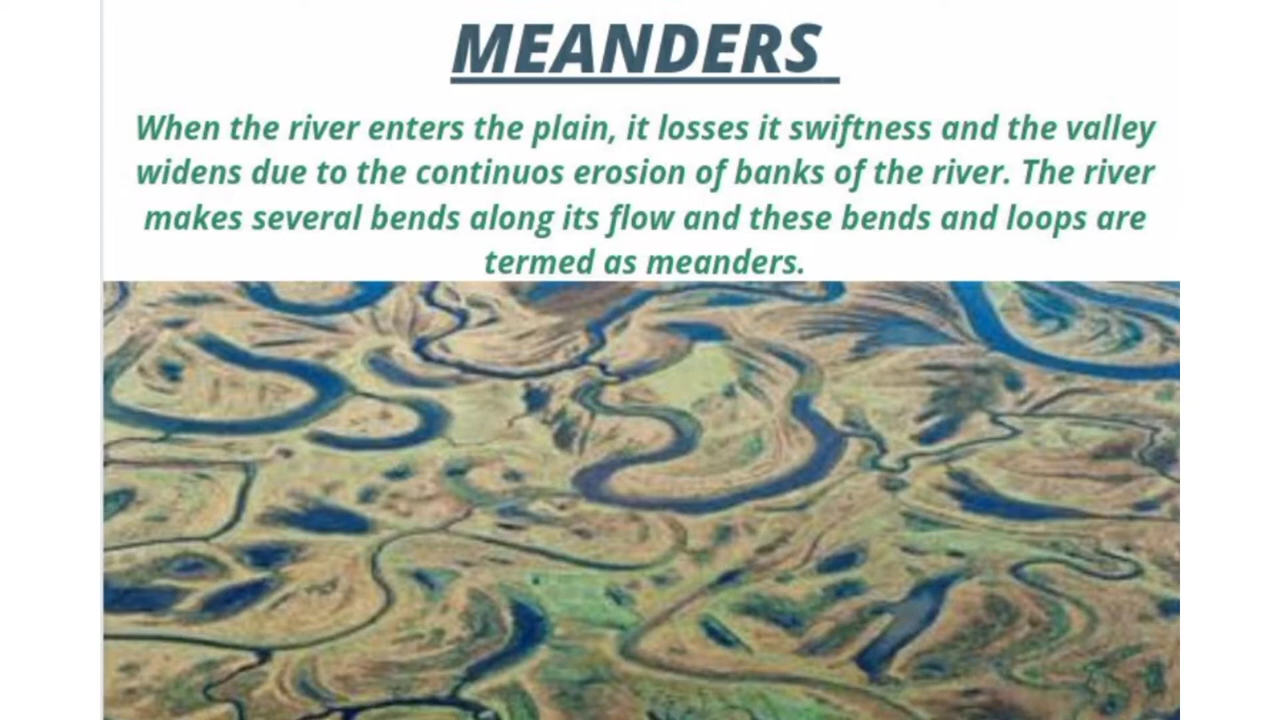 MEANDERS
When the river enters the plain, it losses it swiftness and the valley
widens due to the continuos erosion of banks of the river. The river
makes several bends along its flow and these bends and loops are
termed as meanders.